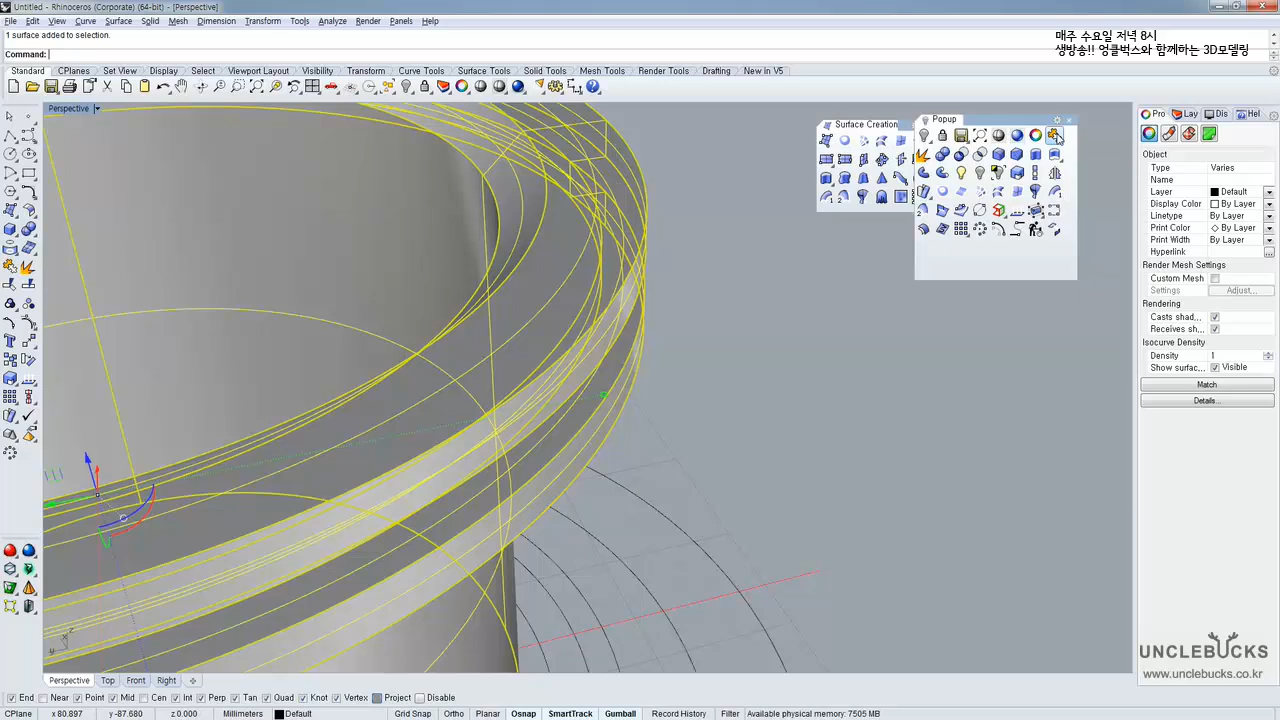 Untitled - Rhinoceros (Corporate) (64-bit) - [Perspective]
File Edit View Curve Surface Solid Mesh Dimension Transform Tools Analyze Render Panels Help
1 surface added to selection.
매주 수요일 저녁 8시
Command:
생방송!! 엉클벅스와 함께하는 3D모델링
Standard CPlanes Set View Display Select Viewport Layout Visibility Transform Curve Tools Surface Tools Solid Tools Mesh Tools Render Tools Drafting New in V5
Perspective
Surface Creation
Popup
Pro Lay Dis Hel
Object
Type Varies
Name
Layer Default
Display Color By Layer
Linetype By Layer
Print Color By Layer
Print Width By Layer
Hyperlink
Render Mesh Settings
Custom Mesh
Settings Adjust...
Rendering
Casts shad...
Receives sh...
Isocurve Density
Density 1
Show surfac... Visible
Match
Details...
UNCLEBUCKS
www.unclebucks.co.kr
Perspective Top Front Right
End Near Point Mid Cen Int Perp Tan Quad Knot Vertex Project Disable
CPlane x 80.897 y -87.680 z 0.000 Millimeters Default Grid Snap Ortho Planar Osnap SmartTrack Gumball Record History Filter Available physical memory: 7505 MB